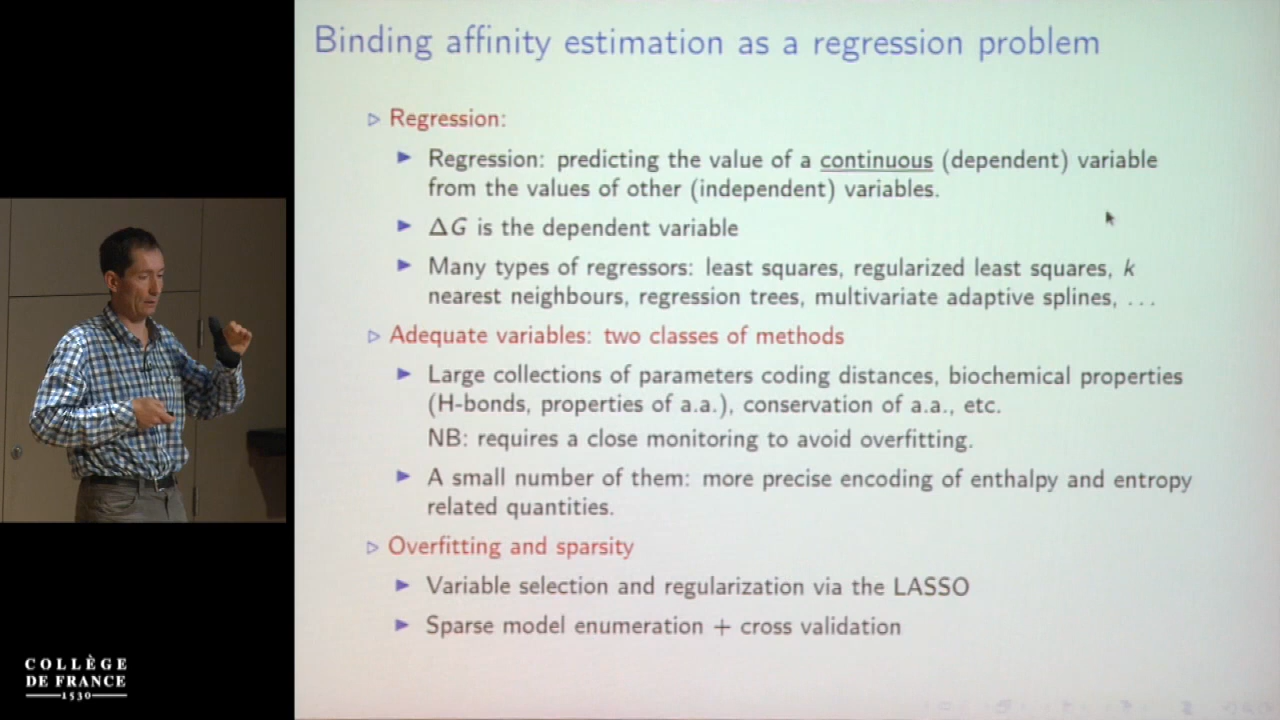 Binding affinity estimation as a regression problem
Regression:
Regression: predicting the value of a continuous (dependent) variable
from the values of other (independent) variables.
ΔG is the dependent variable
Many types of regressors: least squares, regularized least squares, k
nearest neighbours, regression trees, multivariate adaptive splines, ...
Adequate variables: two classes of methods
Large collections of parameters coding distances, biochemical properties
(H-bonds, properties of a.a.), conservation of a.a., etc.
NB: requires a close monitoring to avoid overfitting.
A small number of them: more precise encoding of enthalpy and entropy
related quantities.
Overfitting and sparsity
Variable selection and regularization via the LASSO
Sparse model enumeration + cross validation
COLLÈGE
DE FRANCE
1530